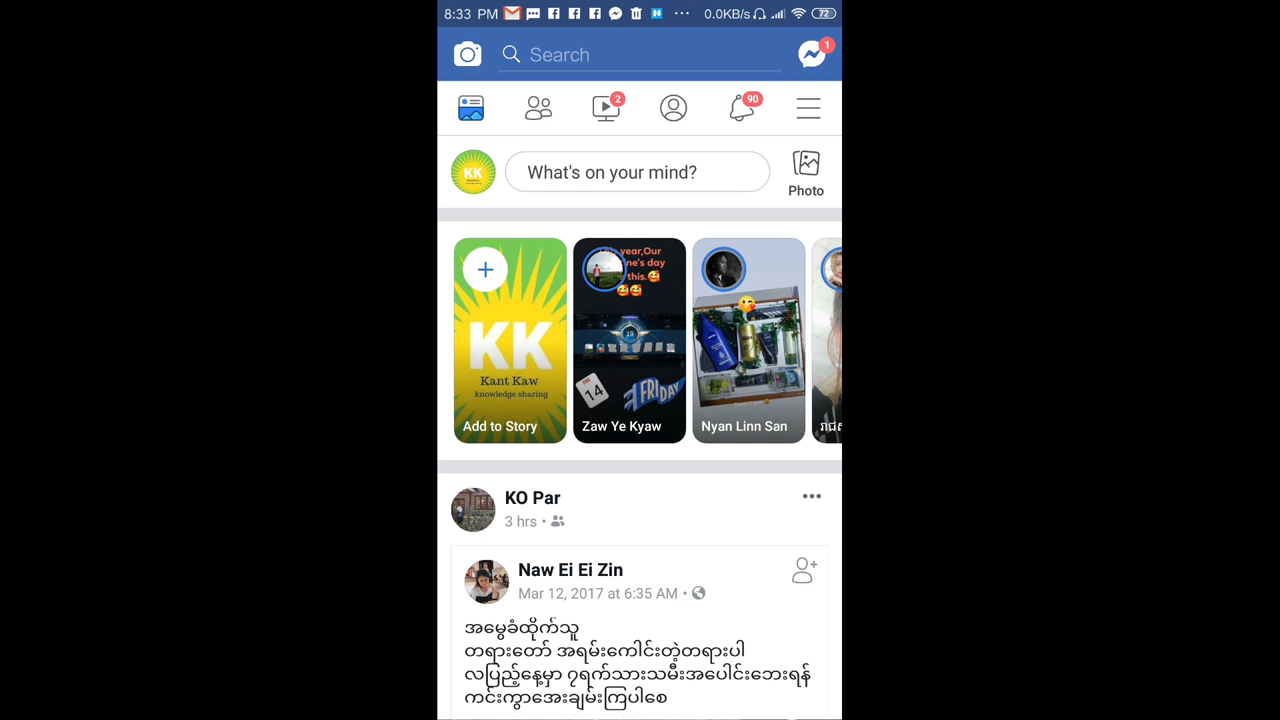 8:33 PM
0.0KB/s
72
Search
1
2
90
What's on your mind?
Photo
year,Our
ne's day
this.🥰
🥰🥰
19
KK
Kant Kaw
knowledge sharing
FRI
14
FRIDAY
Add to Story
Zaw Ye Kyaw
Nyan Linn San
KO Par
3 hrs •
Naw Ei Ei Zin
Mar 12, 2017 at 6:35 AM •
အမွေခံထိုက်သူ
တရားတော် အရမ်းကေါင်းတဲ့တရားပါ
လပြည့်နေ့မှာ ၇ရက်သားသမီးအပေါင်းဘေးရန်
ကင်းကွာအေးချမ်းကြပါစေ